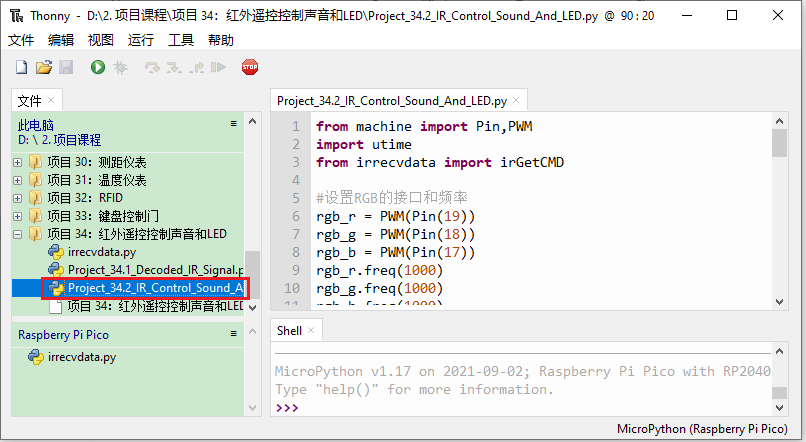 Thonny - D:\2. 项目课程\项目 34：红外遥控控制声音和LED\Project_34.2_IR_Control_Sound_And_LED.py @ 90 : 20
文件 编辑 视图 运行 工具 帮助
STOP
文件 ×
此电脑
D: \ 2. 项目课程
项目 30：测距仪表
项目 31：温度仪表
项目 32：RFID
项目 33：键盘控制门
项目 34：红外遥控控制声音和LED
irrecvdata.py
Project_34.1_Decoded_IR_Signal.p
Project_34.2_IR_Control_Sound_A
项目 34：红外遥控控制声音和LED
Raspberry Pi Pico
irrecvdata.py
Project_34.2_IR_Control_Sound_And_LED.py ×
1 from machine import Pin,PWM
2 import utime
3 from irrecvdata import irGetCMD
4
5 #设置RGB的接口和频率
6 rgb_r = PWM(Pin(19))
7 rgb_g = PWM(Pin(18))
8 rgb_b = PWM(Pin(17))
9 rgb_r.freq(1000)
10 rgb_g.freq(1000)
11 rgb_b.freq(1000)
Shell ×
MicroPython v1.17 on 2021-09-02; Raspberry Pi Pico with RP2040
Type "help()" for more information.
>>>
MicroPython (Raspberry Pi Pico)